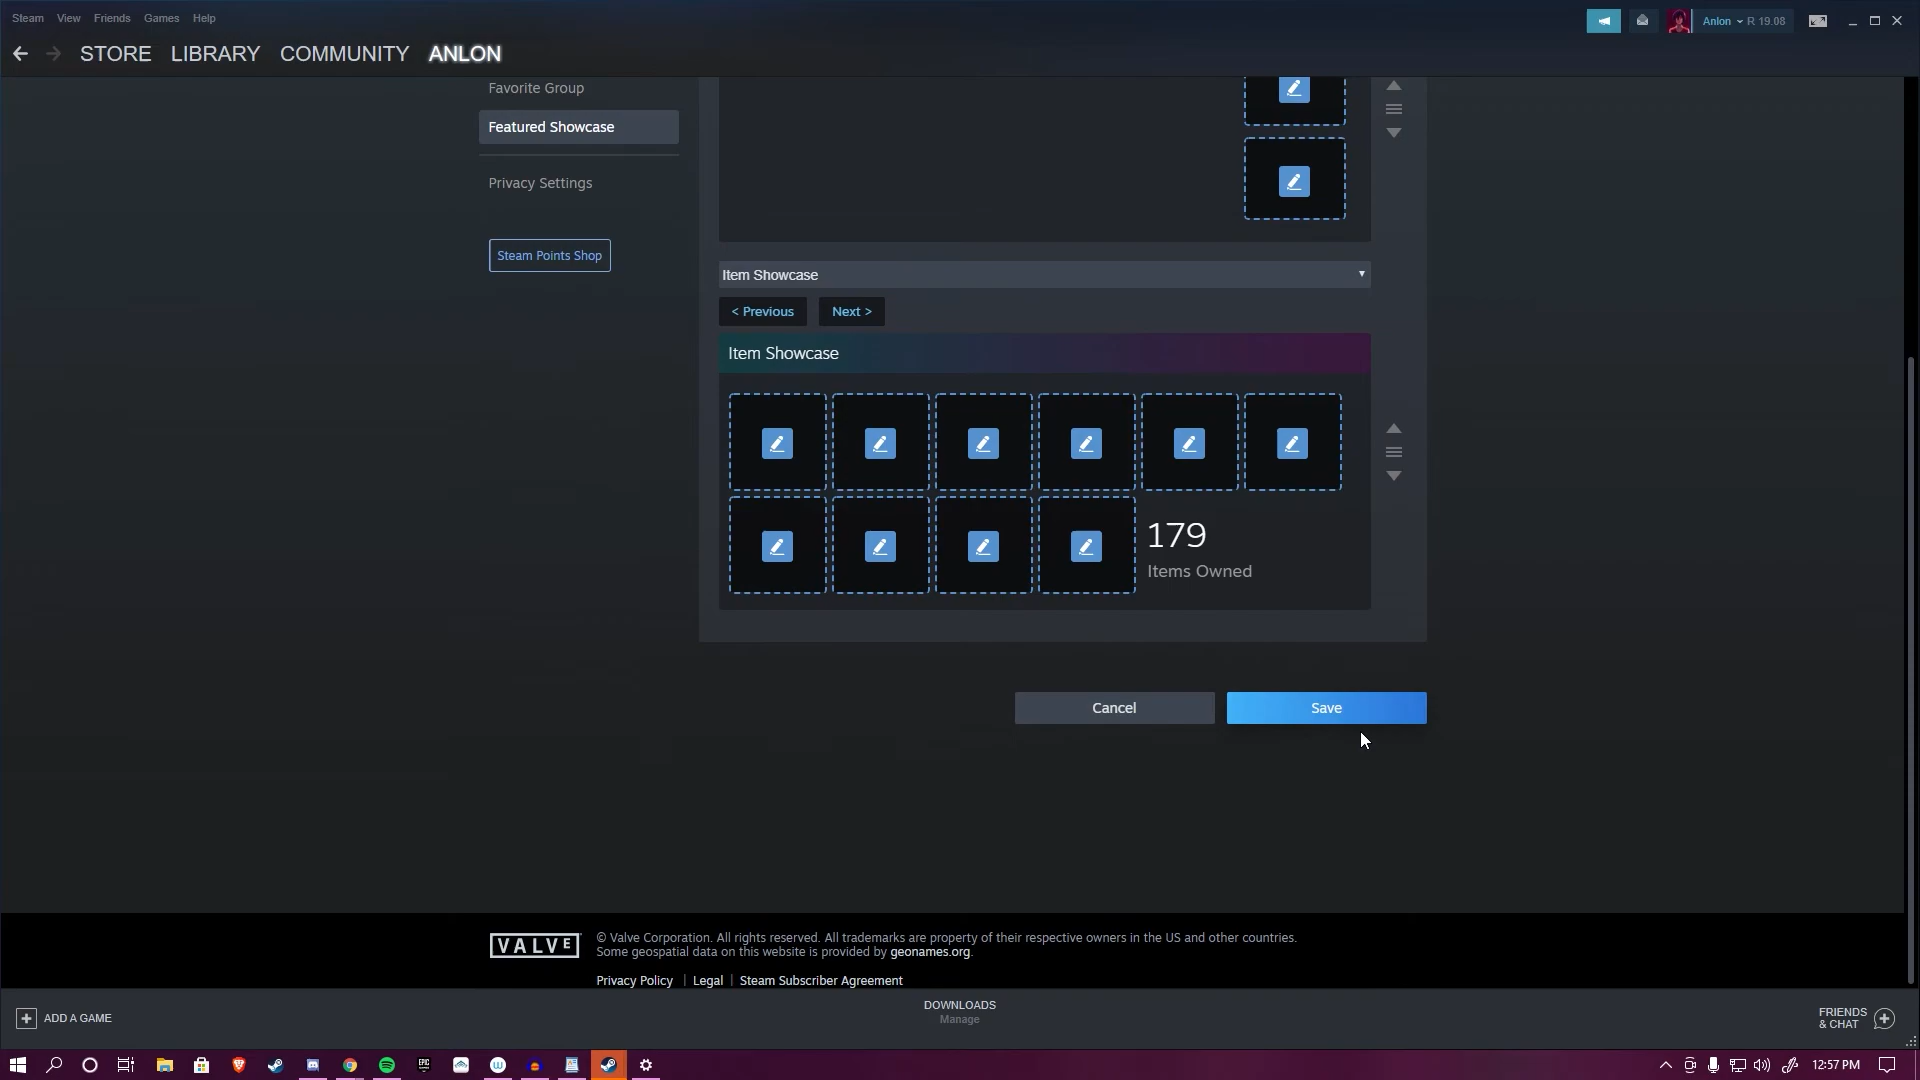 Steam View Friends Games Help
Anlon R 19.08
STORE LIBRARY COMMUNITY ANLON
Favorite Group
Featured Showcase
Privacy Settings
Steam Points Shop
Item Showcase
< Previous Next >
Item Showcase
179
Items Owned
Cancel Save
VALVE
© Valve Corporation. All rights reserved. All trademarks are property of their respective owners in the US and other countries.
Some geospatial data on this website is provided by geonames.org.
Privacy Policy | Legal | Steam Subscriber Agreement
ADD A GAME
DOWNLOADS
Manage
FRIENDS
& CHAT
EPIC
12:57 PM